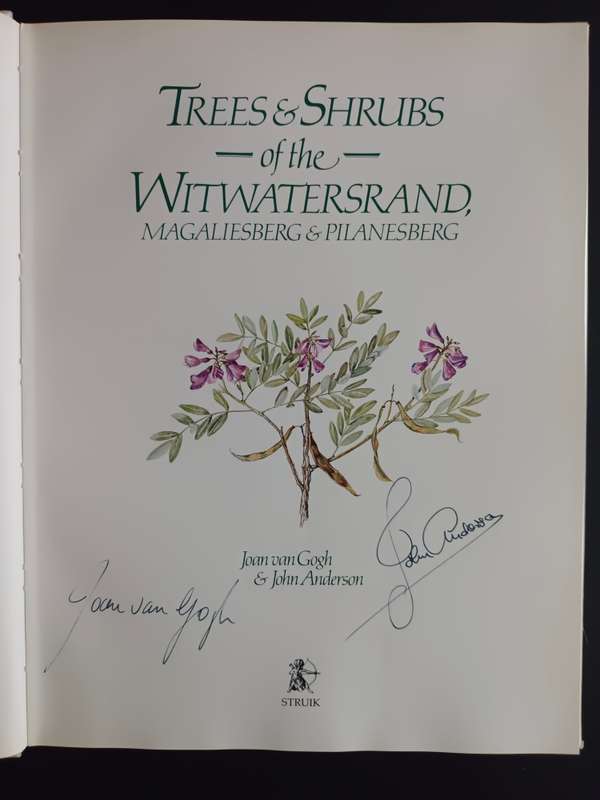 TREES & SHRUBS
of the
WITWATERSRAND,
MAGALIESBERG & PILANESBERG
Joan van Gogh
& John Anderson
John Anderson
Joan van Gogh
STRUIK